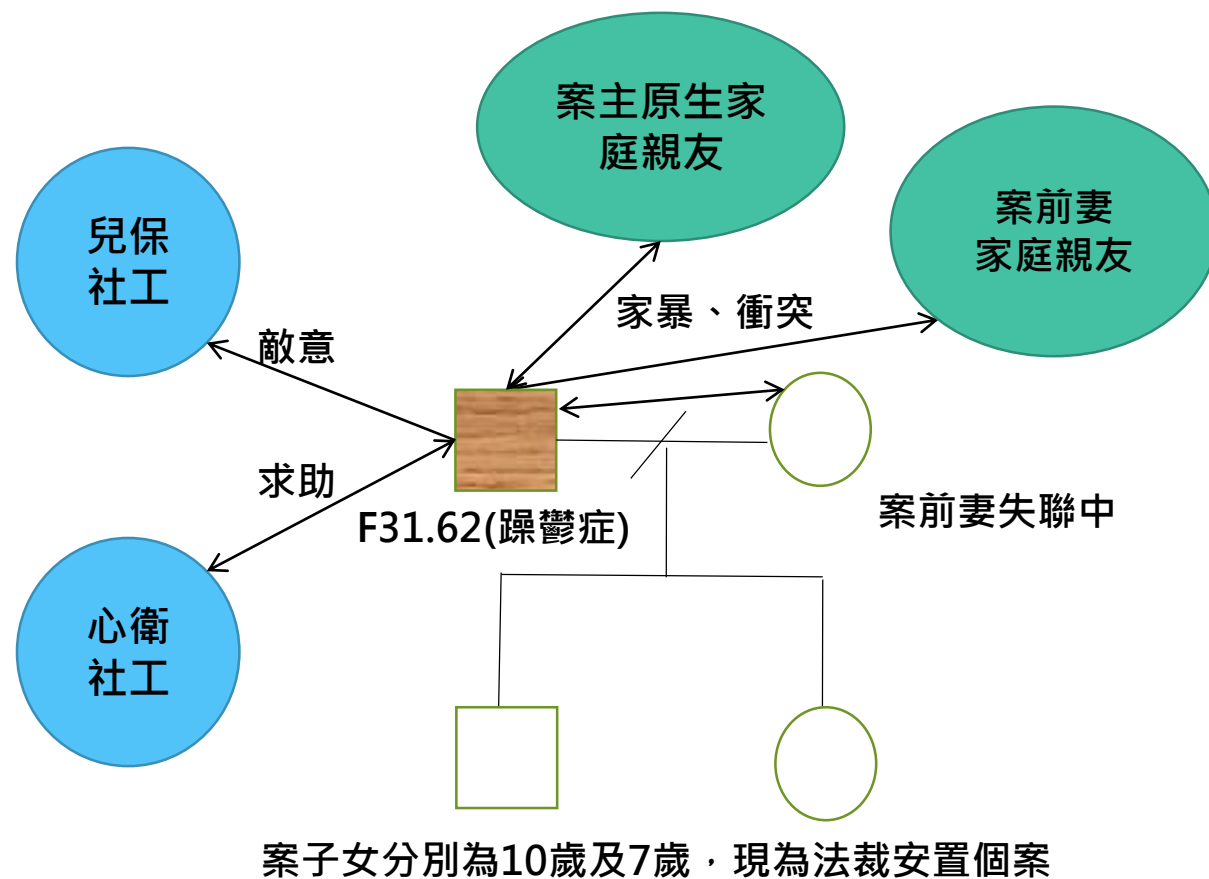 案主原生家
庭親友
案前妻
家庭親友
兒保
社工
家暴、衝突
敵意
求助
F31.62(躁鬱症)
案前妻失聯中
心衛
社工
案子女分別為10歲及7歲，現為法裁安置個案